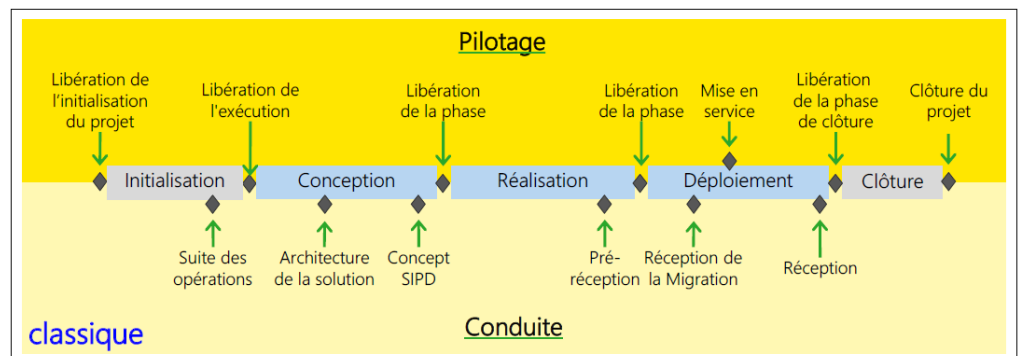 Pilotage
Libération de
l'initialisation
du projet
Libération de
l'exécution
Libération
de la phase
Libération
de la phase
Mise en
service
Libération
de la phase
de clôture
Clôture du
projet
Initialisation
Conception
Réalisation
Déploiement
Clôture
Suite des
opérations
Architecture
de la solution
Concept
SIPD
Pré-
réception
Réception de
la Migration
Réception
classique
Conduite